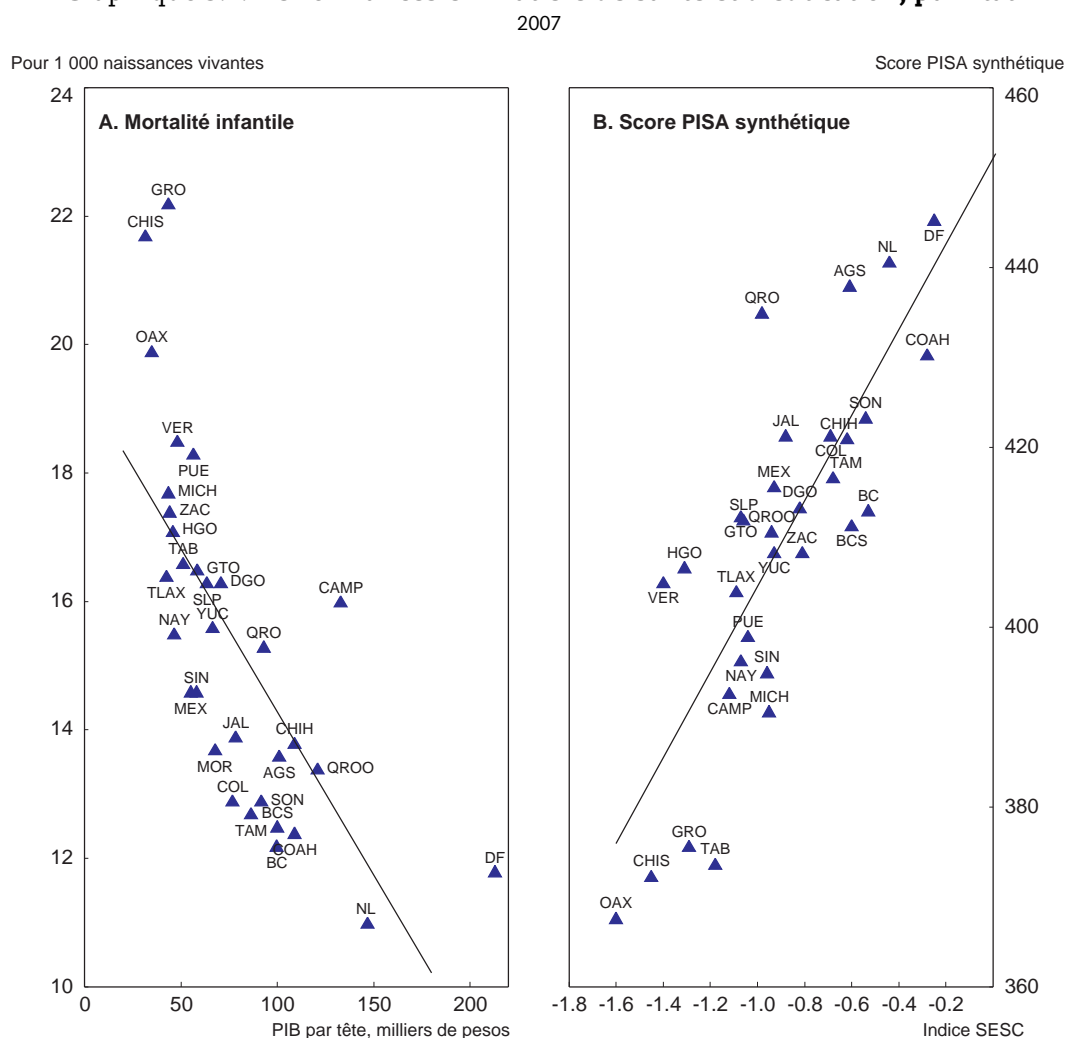 2007
Pour 1 000 naissances vivantes
Score PISA synthétique
A. Mortalité infantile
B. Score PISA synthétique
24
22
20
18
16
14
12
10
GRO
CHIS
OAX
VER
PUE
MICH
ZAC
HGO
TAB
GTO
TLAX
DGO
SLP
CAMP
YUC
NAY
QRO
SIN
MEX
JAL
CHIH
MOR
AGS
QROO
COL
SON
BCS
TAM
COAH
BC
DF
NL
0
50
100
150
200
PIB par tête, milliers de pesos
460
440
420
400
380
360
DF
NL
AGS
QRO
COAH
SON
JAL
CHIH
COL
TAM
MEX
DGO
BC
SLP
QROO
GTO
BCS
ZAC
HGO
YUC
TLAX
VER
PUE
SIN
NAY
MICH
CAMP
GRO
TAB
CHIS
OAX
-1.8
-1.6
-1.4
-1.2
-1.0
-0.8
-0.6
-0.4
-0.2
Indice SESC